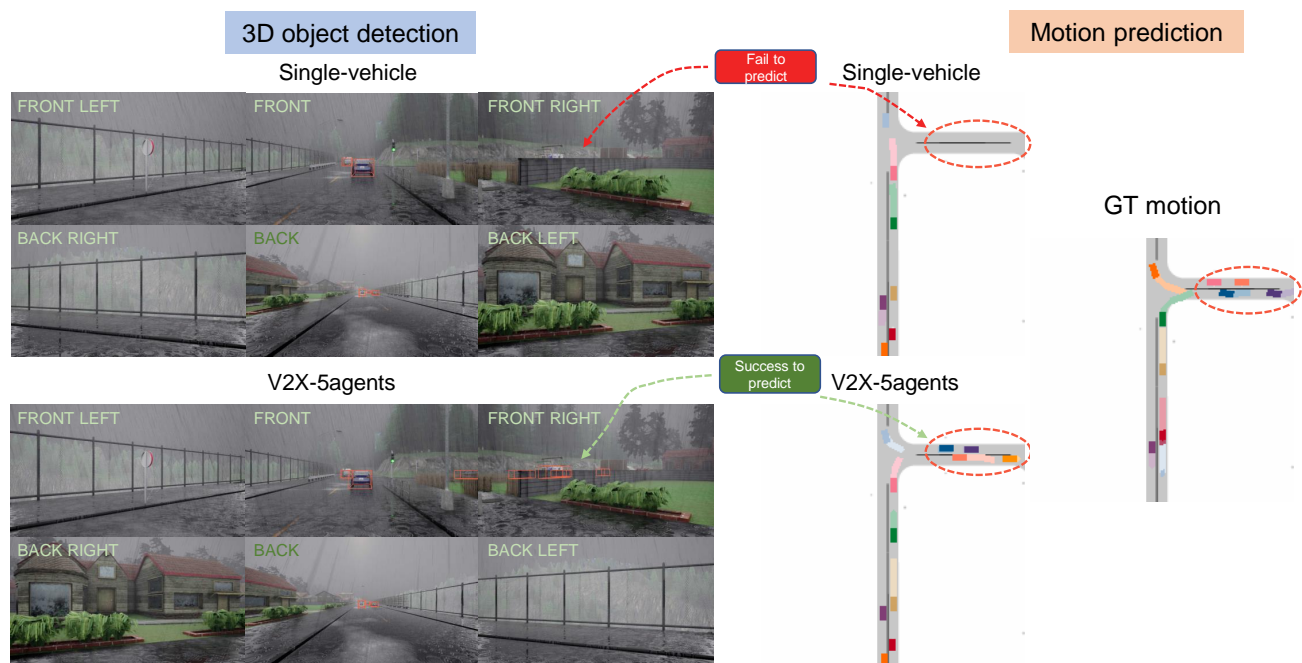 3D object detection
Motion prediction
Single-vehicle
Fail to
predict
Single-vehicle
FRONT LEFT
FRONT
FRONT RIGHT
GT motion
BACK RIGHT
BACK
BACK LEFT
V2X-5agents
Success to
predict
V2X-5agents
FRONT LEFT
FRONT
FRONT RIGHT
BACK RIGHT
BACK
BACK LEFT